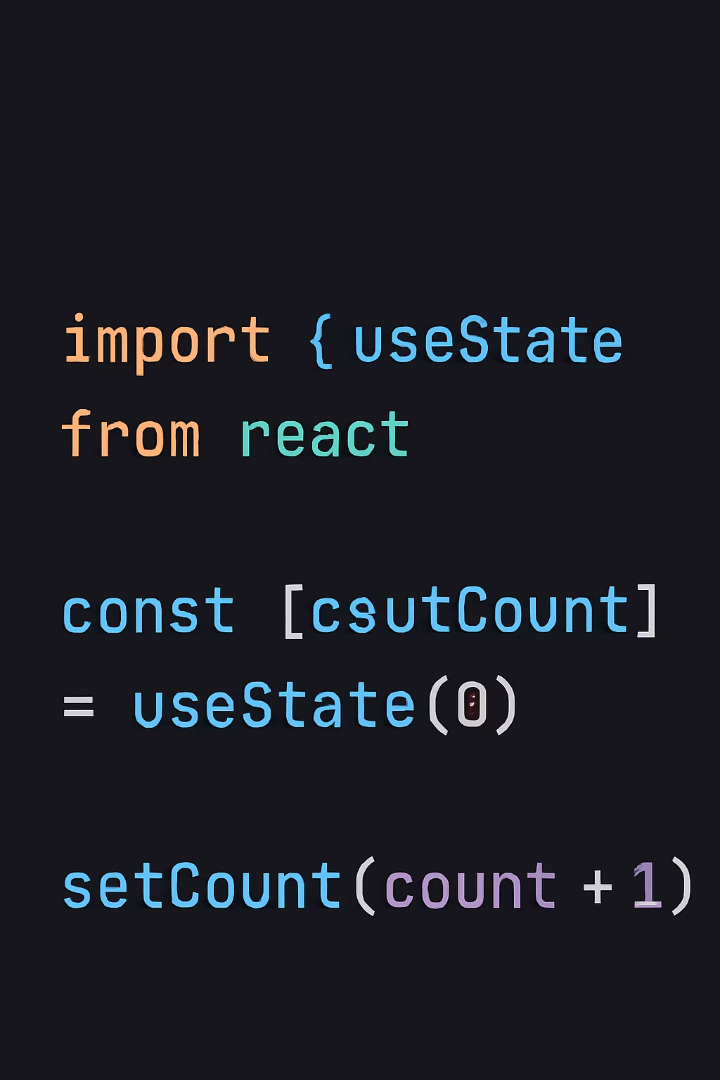 import { useState
from react
const [csutCount]
= useState(0)
setCount(count + 1)